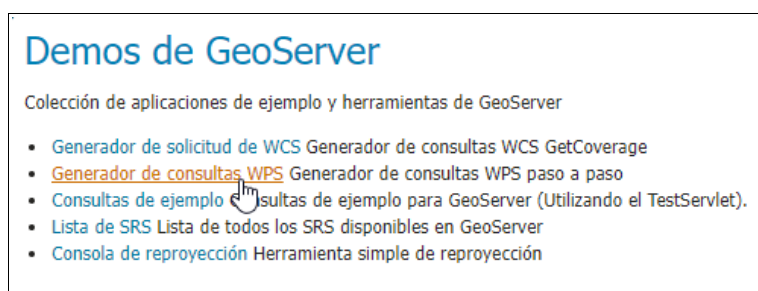 Demos de GeoServer
Colección de aplicaciones de ejemplo y herramientas de GeoServer
Generador de solicitud de WCS Generador de consultas WCS GetCoverage
Generador de consultas WPS Generador de consultas WPS paso a paso
Consultas de ejemplo Consultas de ejemplo para GeoServer (Utilizando el TestServlet).
Lista de SRS Lista de todos los SRS disponibles en GeoServer
Consola de reproyección Herramienta simple de reproyección